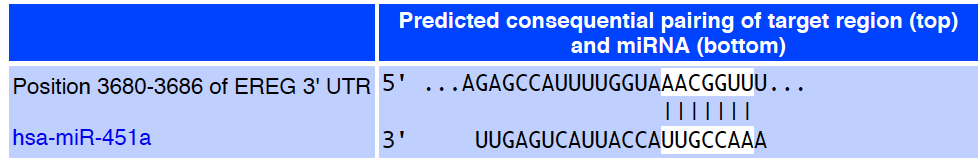 Predicted consequential pairing of target region (top)
and miRNA (bottom)
Position 3680-3686 of EREG 3' UTR 5' ...AGAGCCAUUUUGGUAAACGGUUU...
|||||||
hsa-miR-451a 3' UUGAGUCAUUACCAUUGCCAAA